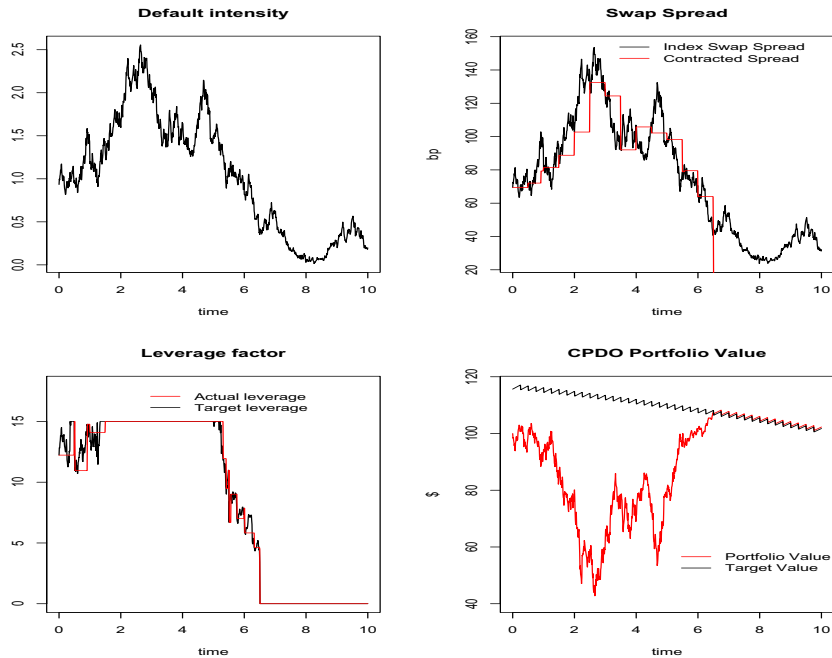 Default intensity
2.5
2.0
1.5
1.0
0.5
0.0
0 2 4 6 8 10
time
Swap Spread
Index Swap Spread
Contracted Spread
bp
160
140
120
100
80
60
40
20
0 2 4 6 8 10
time
Leverage factor
Actual leverage
Target leverage
15
10
5
0
0 2 4 6 8 10
time
CPDO Portfolio Value
$
120
100
80
60
40
Portfolio Value
Target Value
0 2 4 6 8 10
time